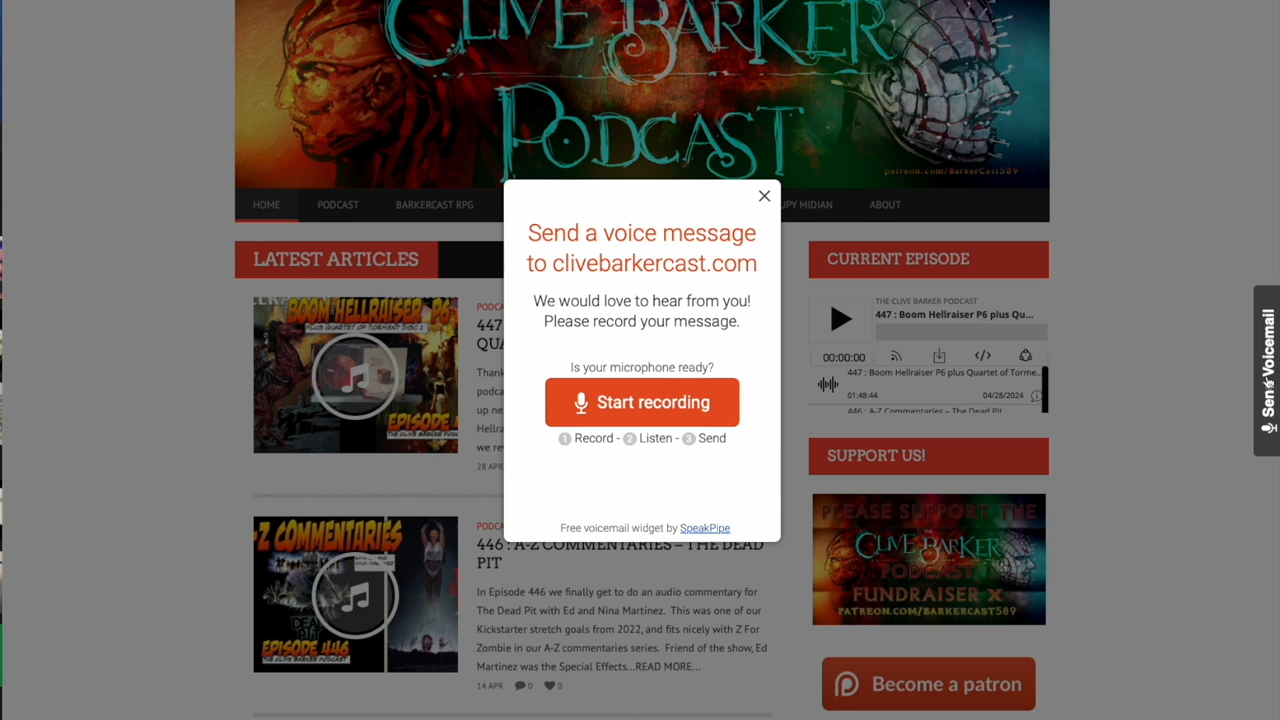 CLIVE BARKER
PODCAST
patreon.com/BarkerCast589
HOME
PODCAST
BARKERCAST RPG
UPY MIDIAN
ABOUT
LATEST ARTICLES
BOOM HELLRAISER P6
PLUS QUARTET OF TORMENT DISC 1
EPISODE
THE CLIVE BARKER PODC
PODCA
447
QUA
Thank
podca
up ne
Hellra
we re
28 APR
Send a voice message
to clivebarkercast.com
We would love to hear from you!
Please record your message.
Is your microphone ready?
Start recording
1 Record - 2 Listen - 3 Send
Free voicemail widget by SpeakPipe
-Z COMMENTARIES
DEAD
PIT
EPISODE 446
THE CLIVE BARKER PODCAST
PODCA
446 : A-Z COMMENTARIES – THE DEAD
PIT
In Episode 446 we finally get to do an audio commentary for
The Dead Pit with Ed and Nina Martinez. This was one of our
Kickstarter stretch goals from 2022, and fits nicely with Z For
Zombie in our A-Z commentaries series. Friend of the show, Ed
Martinez was the Special Effects...READ MORE...
14 APR 0 0
CURRENT EPISODE
THE CLIVE BARKER PODCAST
447 : Boom Hellraiser P6 plus Qu...
00:00:00
447 : Boom Hellraiser P6 plus Quartet of Torme...
01:48:44 04/28/2024
446 : A-Z Commentaries – The Dead Pit
SUPPORT US!
PLEASE SUPPORT THE
CLIVE BARKER
PODCAST
FUNDRAISER X
PATREON.COM/BARKERCAST589
Become a patron
Send Voicemail